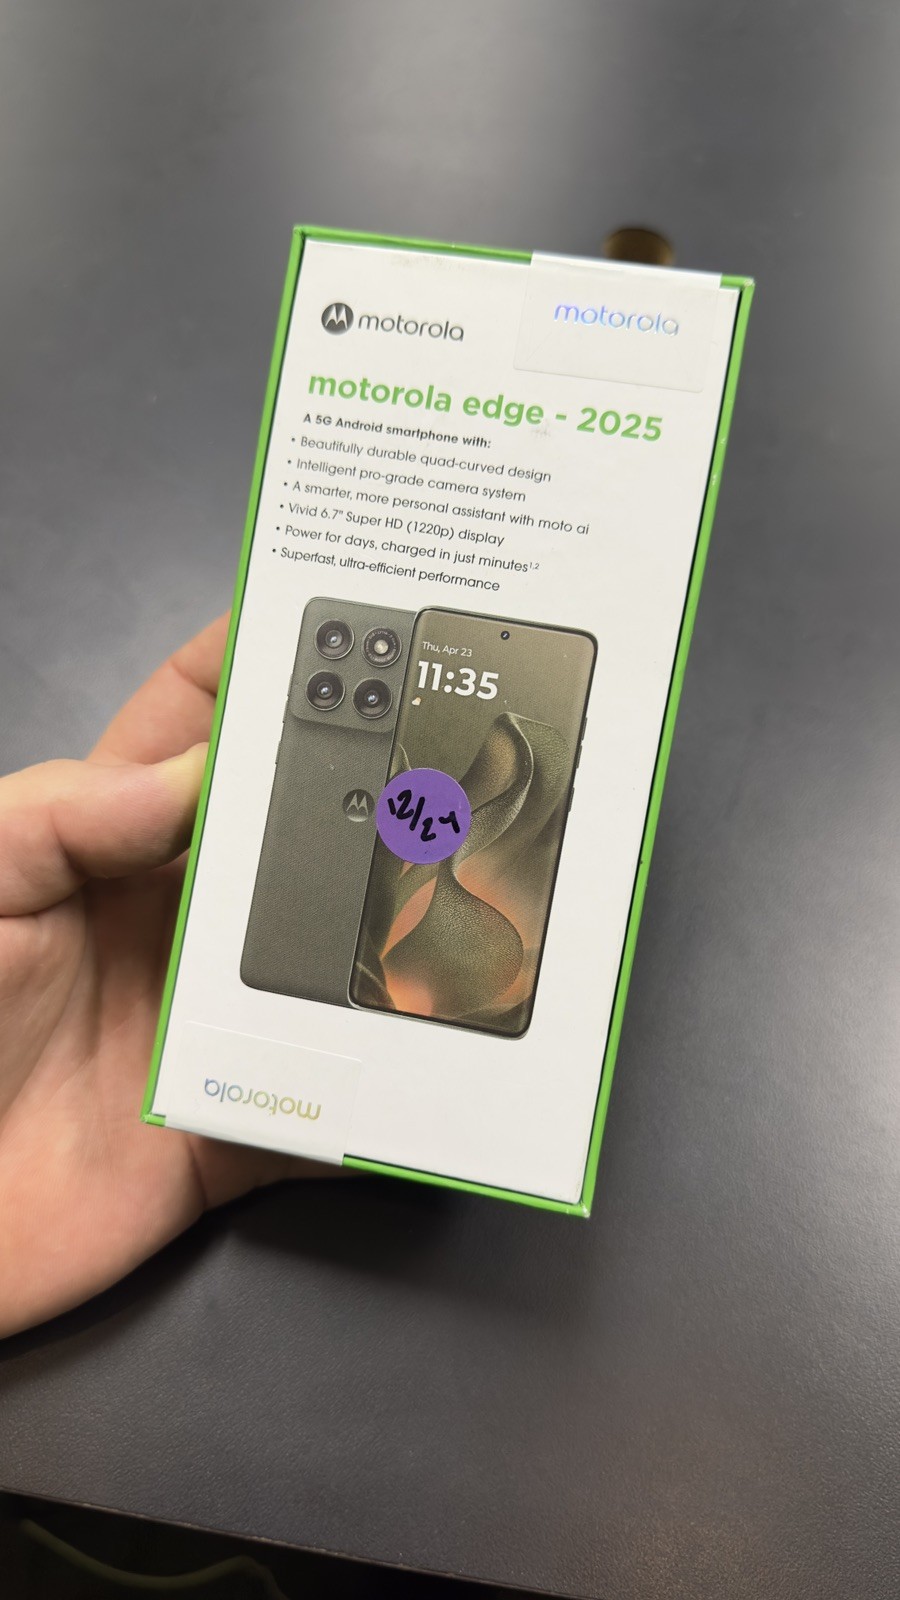 motorola
motorola
motorola edge - 2025
A 5G Android smartphone with:
• Beautifully durable quad-curved design
• Intelligent pro-grade camera system
• A smarter, more personal assistant with moto ai
• Vivid 6.7" Super HD (1220p) display
• Power for days, charged in just minutes¹,²
• Superfast, ultra-efficient performance
Thu, Apr 23
11:35
motorola